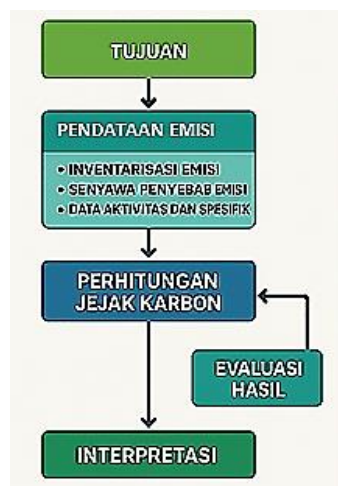 TUJUAN
PENDATAAN EMISI
• INVENTARISASI EMISI
• SENYAWA PENYEBAB EMISI
• DATA AKTIVITAS DAN SPESIFIK
PERHITUNGAN
JEJAK KARBON
EVALUASI
HASIL
INTERPRETASI